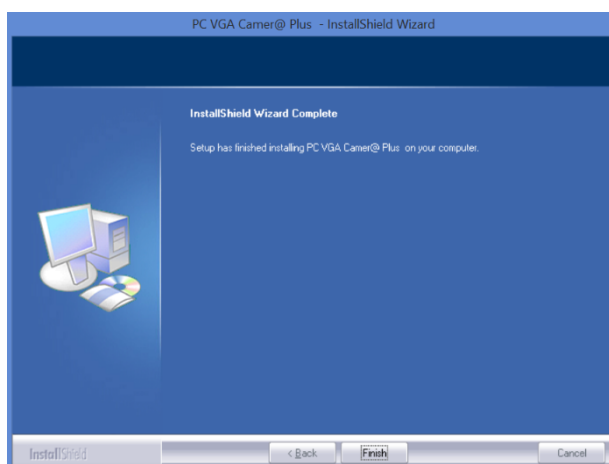 PC VGA Camer@ Plus - InstallShield Wizard
InstallShield Wizard Complete
Setup has finished installing PC VGA Camer@ Plus on your computer.
InstallShield
< Back
Finish
Cancel